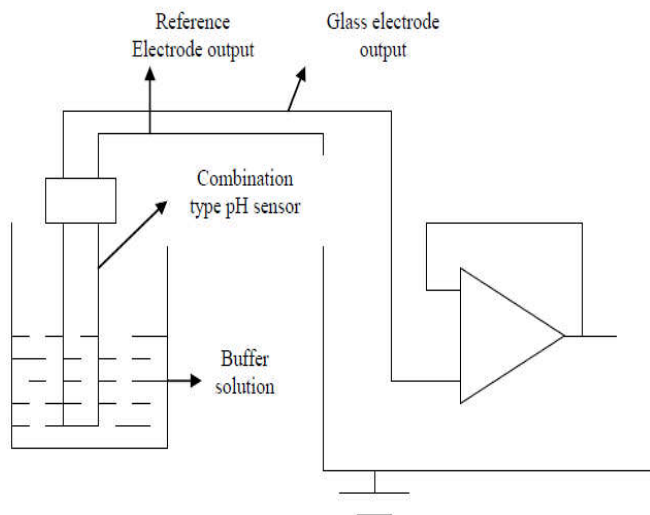 Reference
Electrode output
Glass electrode
output
Combination
type pH sensor
Buffer
solution